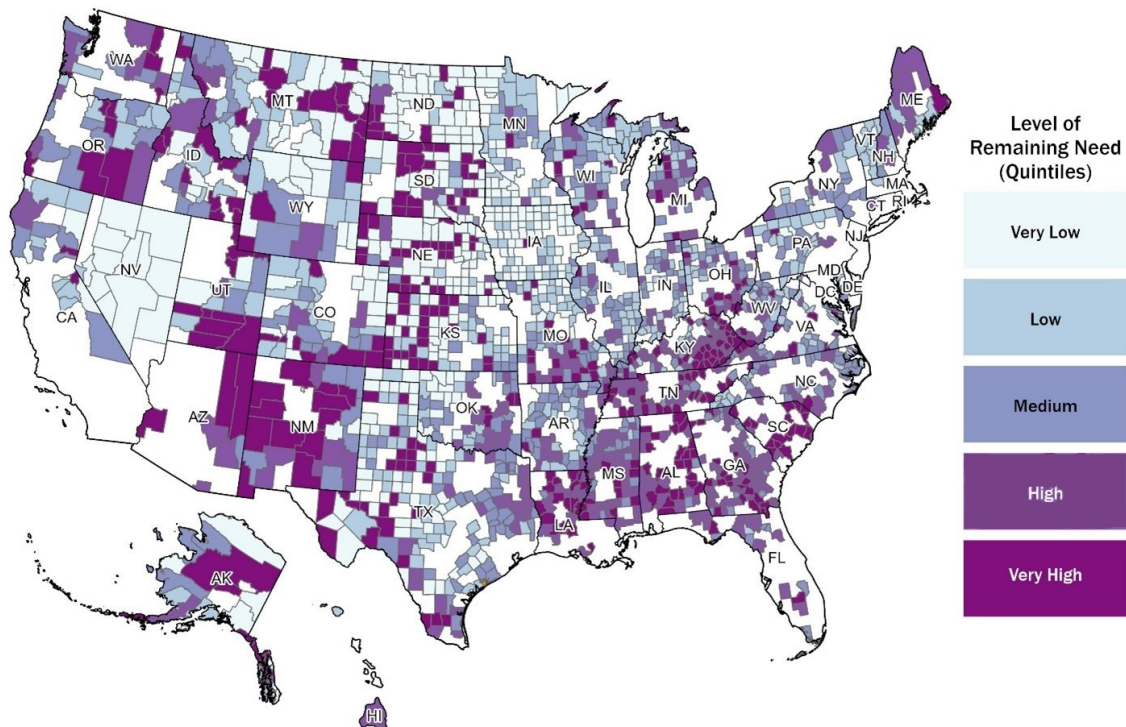 WA
MT
ND
MN
ME
VT
NH
OR
ID
SD
WI
MI
NY
MA
CT
RI
WY
IA
PA
NJ
NE
NV
UT
CO
IL
IN
OH
MD
DE
DC
WV
VA
CA
KS
MO
KY
NC
TN
AZ
NM
OK
AR
SC
MS
AL
GA
TX
LA
FL
AK
HI
Level of
Remaining Need
(Quintiles)
Very Low
Low
Medium
High
Very High